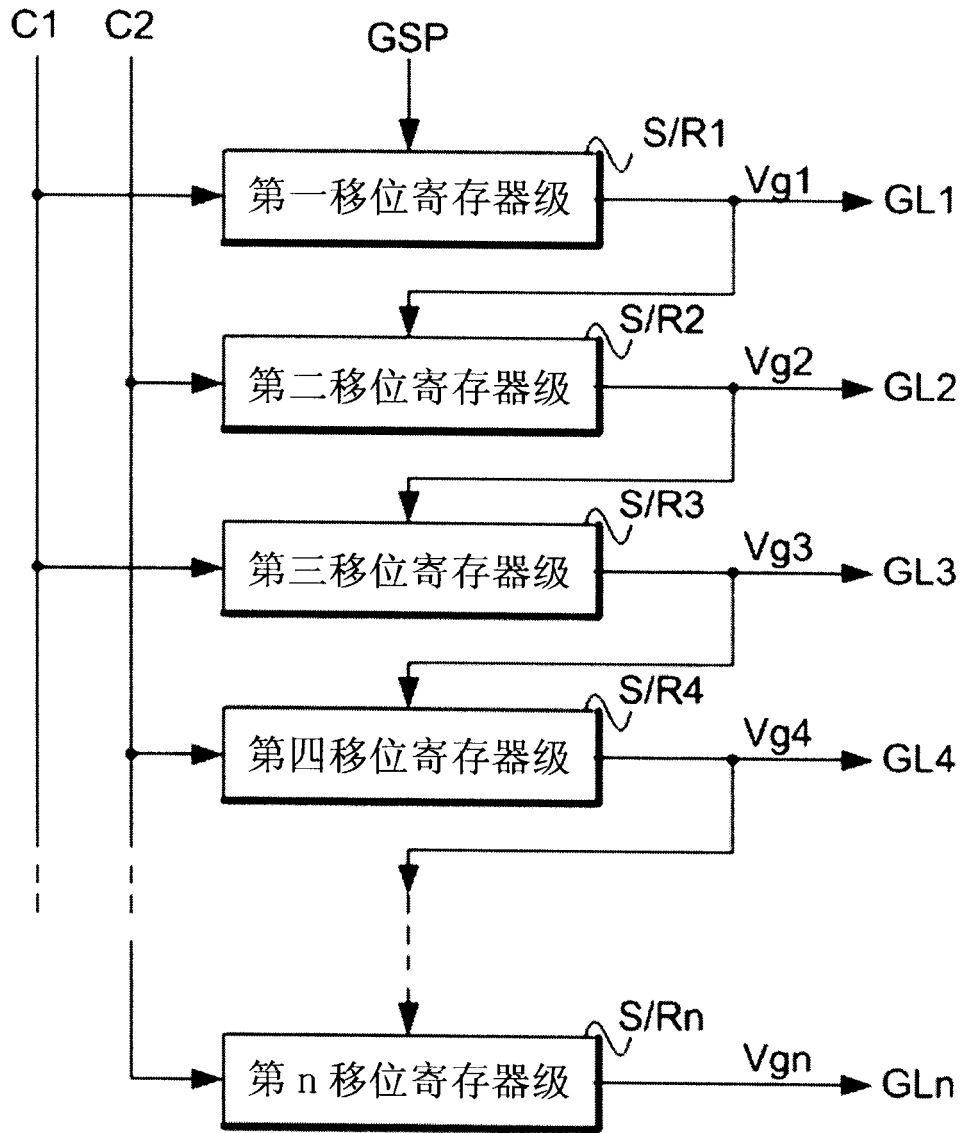 C1 C2 GSP
S/R1
第一移位寄存器级 Vg1 GL1
S/R2
第二移位寄存器级 Vg2 GL2
S/R3
第三移位寄存器级 Vg3 GL3
S/R4
第四移位寄存器级 Vg4 GL4
S/Rn
第n移位寄存器级 Vgn GLn